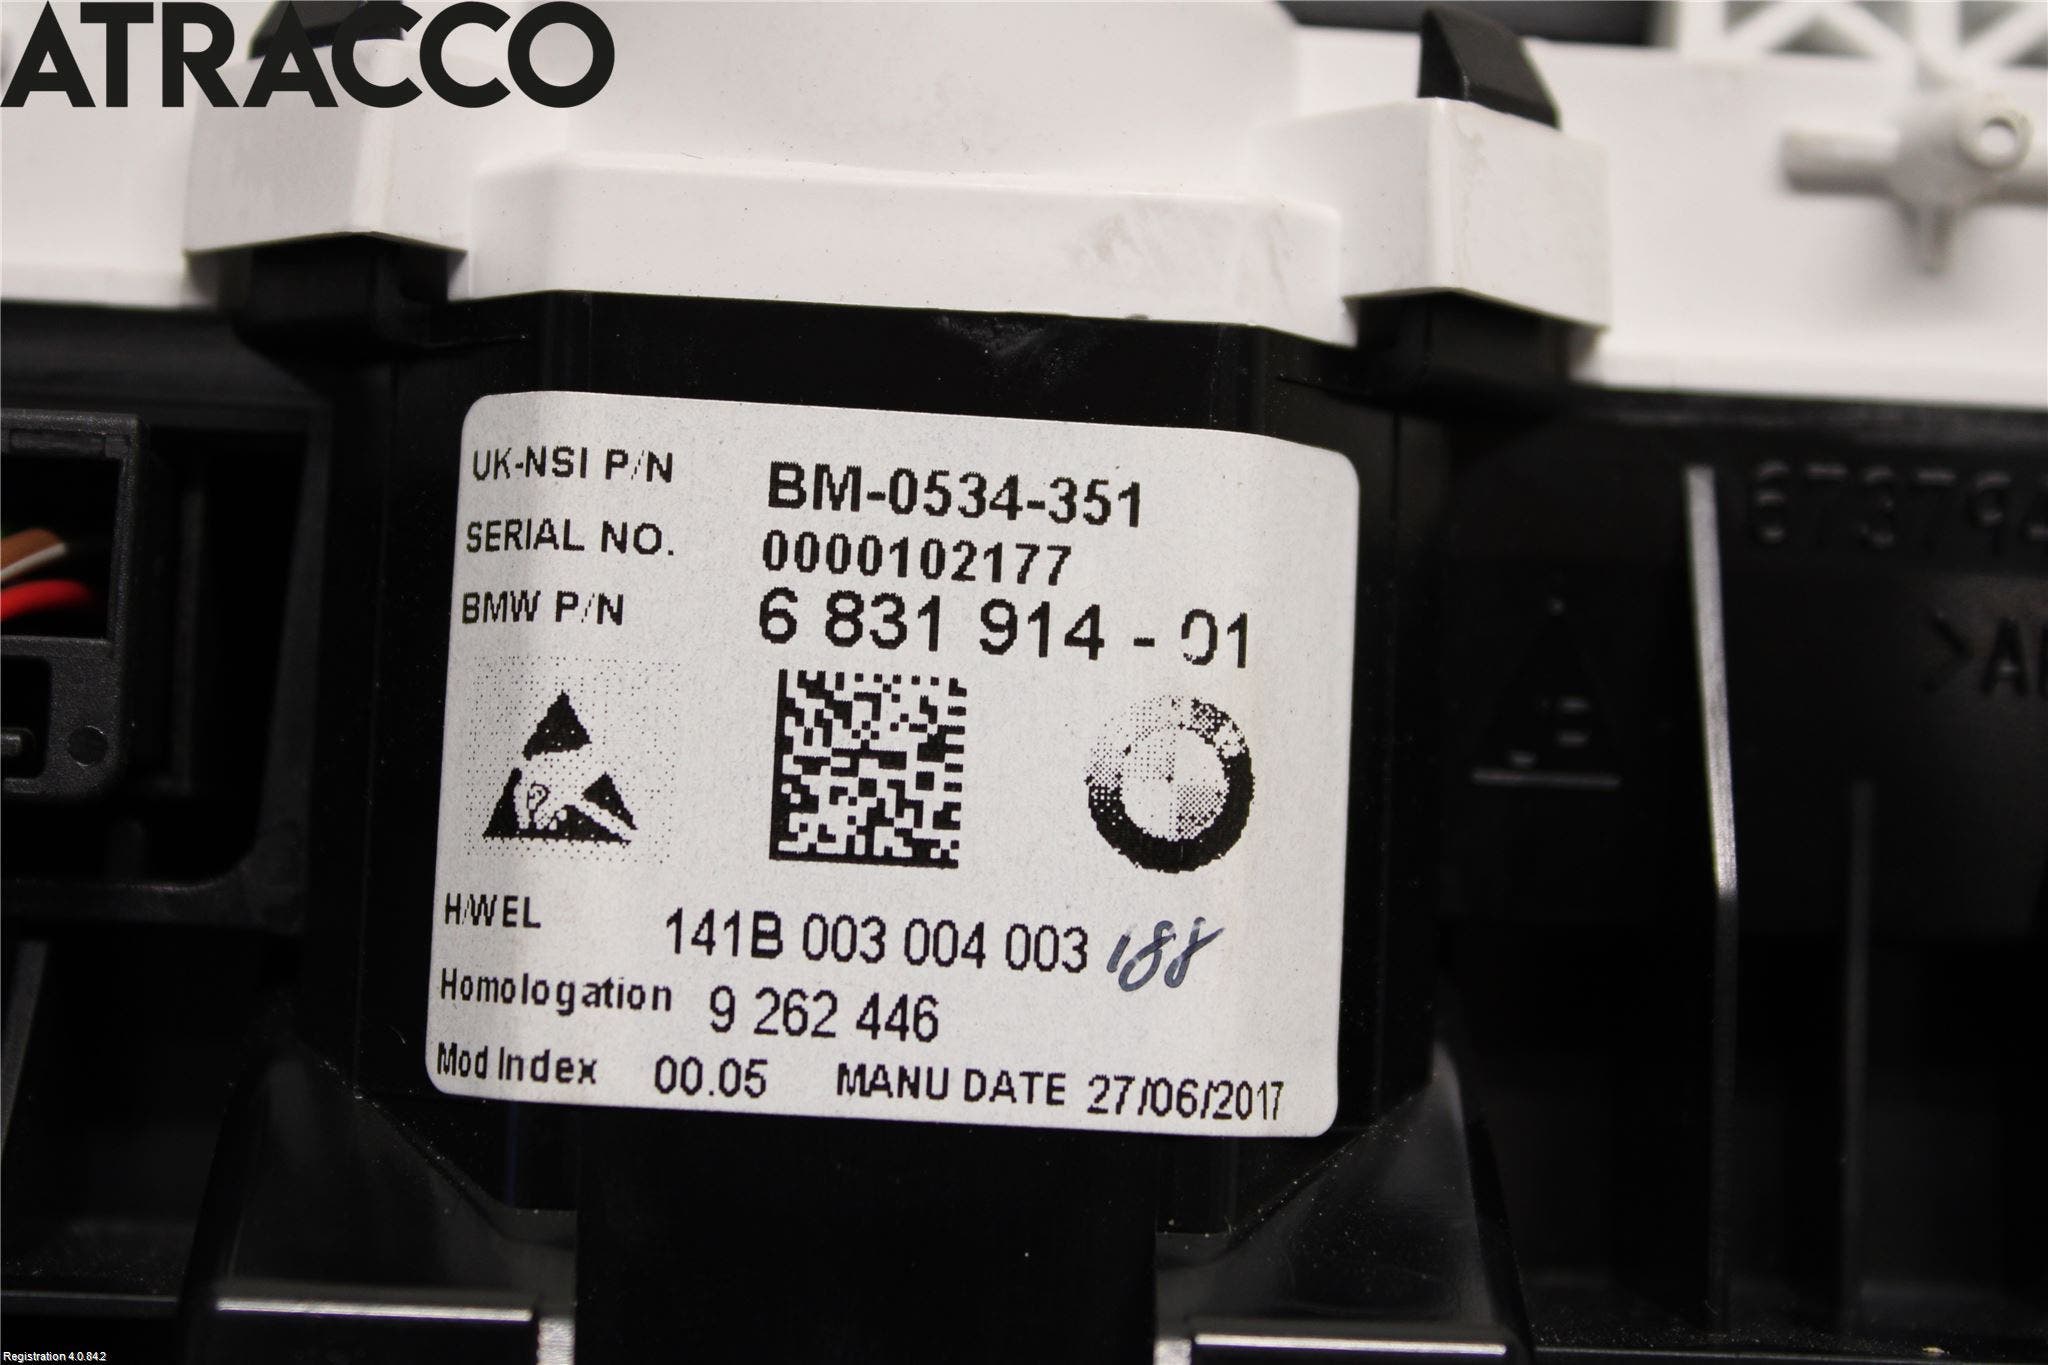 ATRACCO
UK-NSI P/N BM-0534-351
SERIAL NO. 0000102177
BMW P/N 6 831 914 - 01
H/WEL 141B 003 004 003 188
Homologation 9 262 446
Mod Index 00.05 MANU DATE 27/06/2017
Registration 4.0.84.2